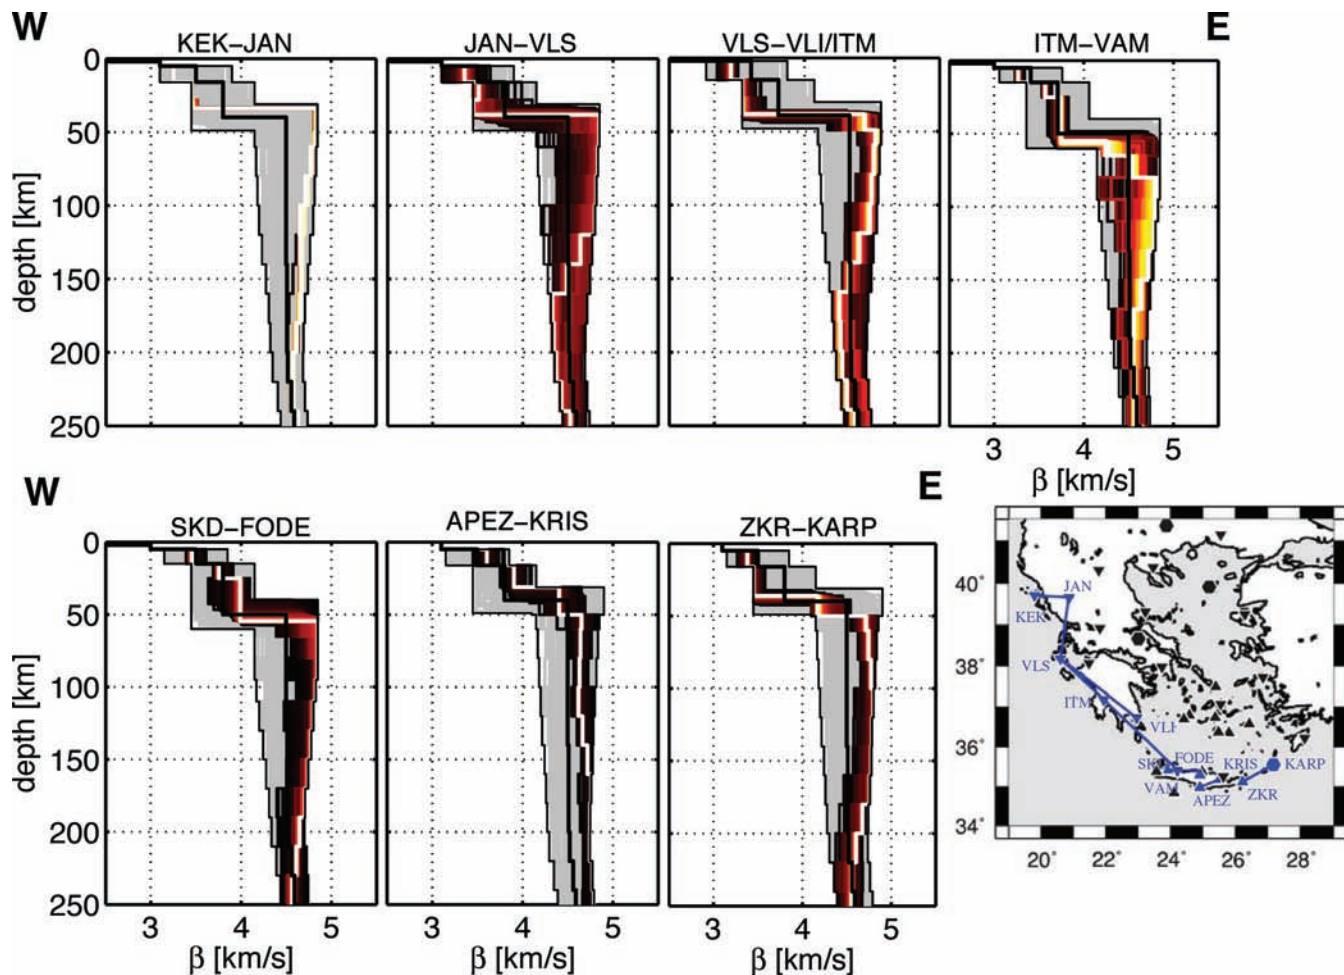 W
E
KEK–JAN
JAN–VLS
VLS–VLI/ITM
ITM–VAM
0
50
100
150
200
250
depth [km]
3 4 5
β [km/s]
W
E
SKD–FODE
APEZ–KRIS
ZKR–KARP
0
50
100
150
200
250
depth [km]
3 4 5
3 4 5
3 4 5
β [km/s]
β [km/s]
β [km/s]
40°
38°
36°
34°
20° 22° 24° 26° 28°
JAN
KEK
VLS
ITM
VLI
FODE
KRIS
KARP
VAM
APEZ
ZKR